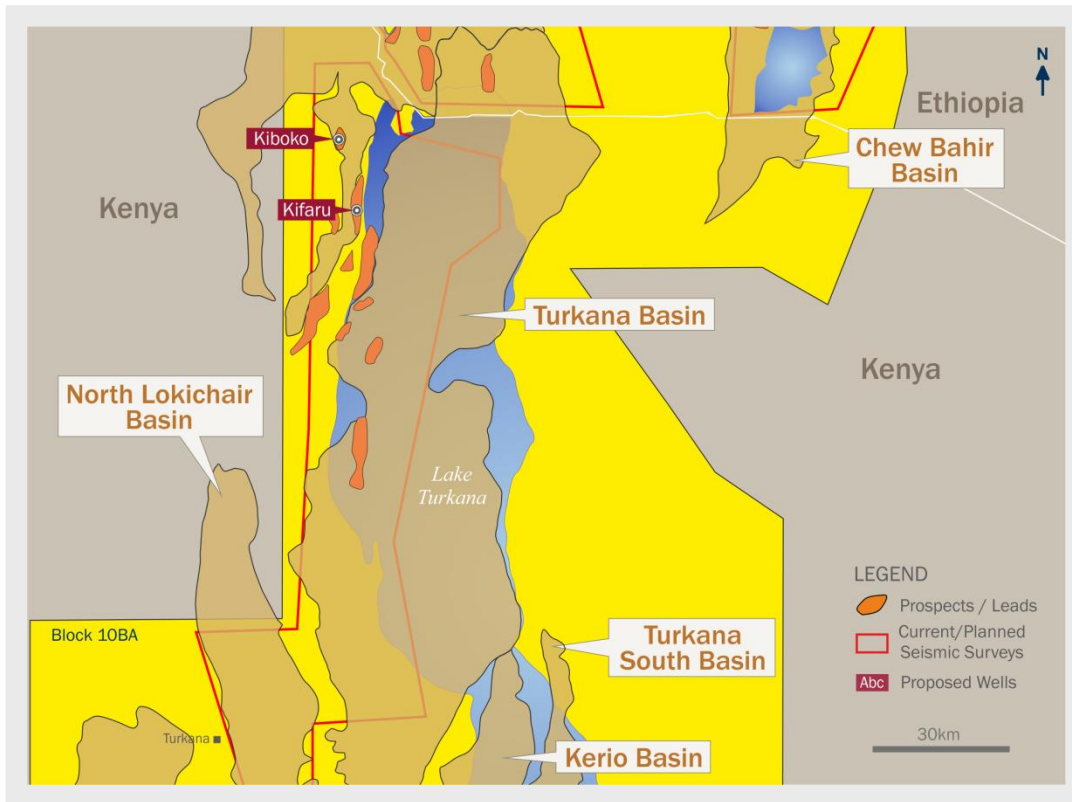 N
Ethiopia
Kiboko
Chew Bahir
Basin
Kenya
Kifaru
Turkana Basin
Kenya
North Lokichair
Basin
Lake
Turkana
LEGEND
Prospects / Leads
Current/Planned
Seismic Surveys
Abc Proposed Wells
Block 10BA
Turkana
South Basin
Turkana
Kerio Basin
30km